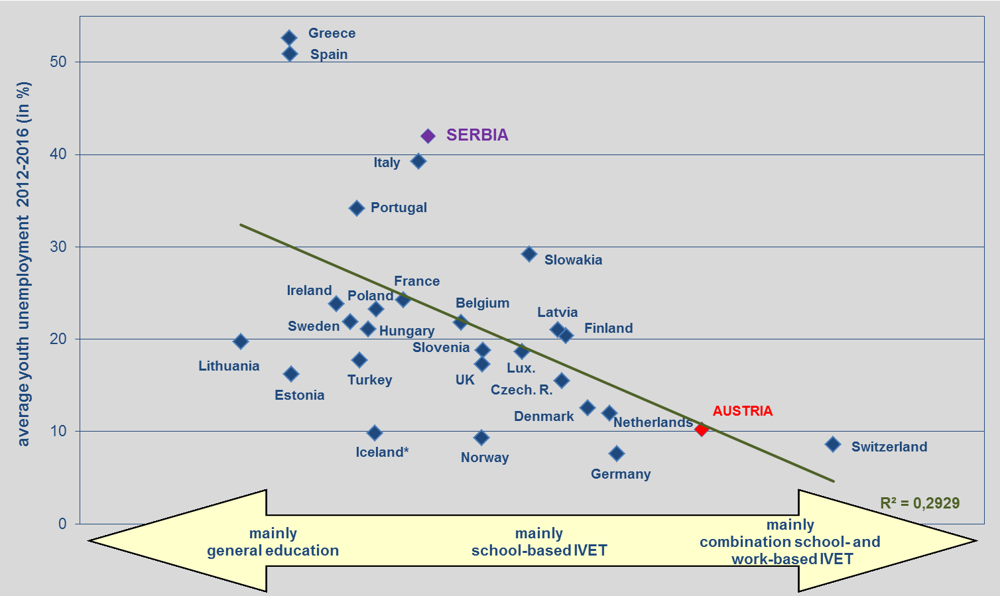 average youth unemployment 2012-2016 (in %)
50
40
30
20
10
0
Greece
Spain
SERBIA
Italy
Portugal
Slowakia
France
Ireland
Poland
Belgium
Latvia
Sweden
Hungary
Finland
Slovenia
Lithuania
Lux.
UK
Turkey
Czech. R.
Estonia
AUSTRIA
Denmark
Netherlands
Iceland*
Norway
Switzerland
Germany
R² = 0,2929
mainly
general education
mainly
school-based IVET
mainly
combination school- and
work-based IVET